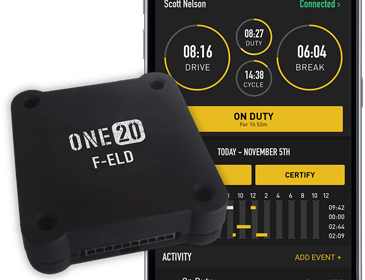 Scott Nelson
Connected >
08:16
DRIVE
08:27
DUTY
14:38
CYCLE
06:04
BREAK
ON DUTY
For 1h 52m
TODAY - NOVEMBER 5TH
CERTIFY
10 12 2 4 6 8 10 12
09:42
00:00
02:44
02:09
ACTIVITY
ADD EVENT +
On Duty
ONE20
F-ELD